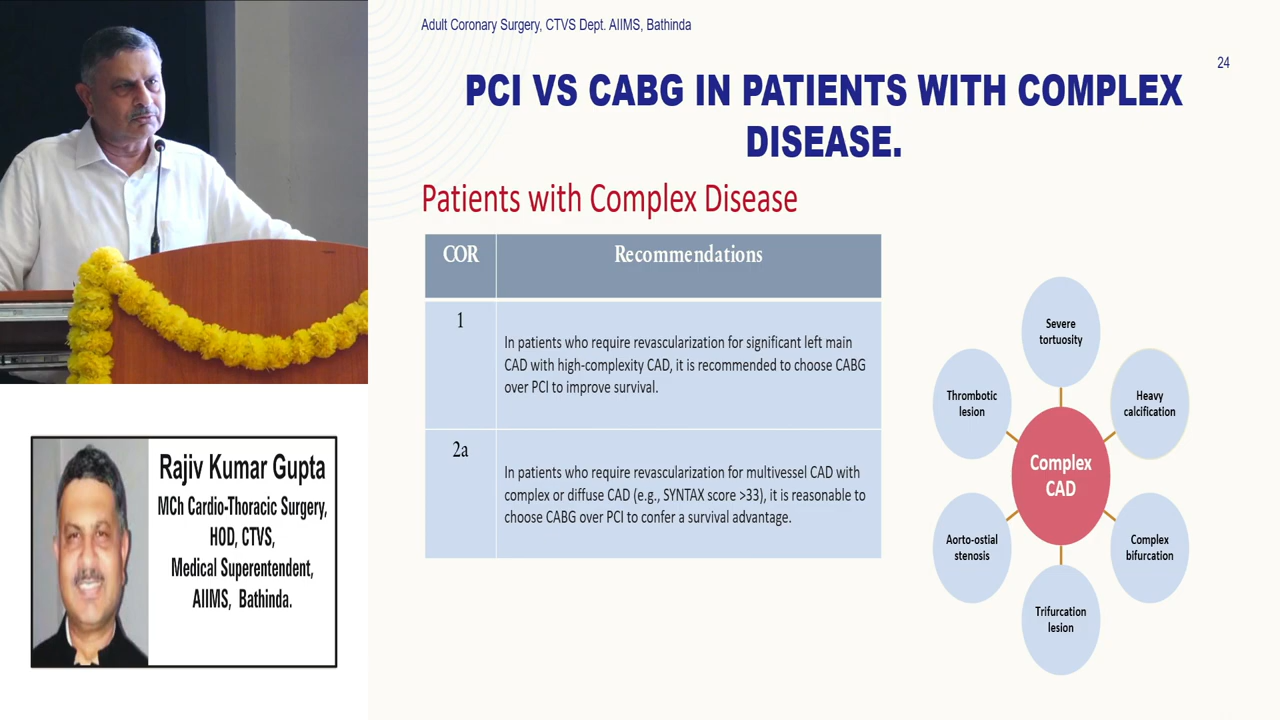 Adult Coronary Surgery, CTVS Dept. AIIMS, Bathinda
24
PCI VS CABG IN PATIENTS WITH COMPLEX
DISEASE.
Patients with Complex Disease
COR
Recommendations
1
In patients who require revascularization for significant left main
CAD with high-complexity CAD, it is recommended to choose CABG
over PCI to improve survival.
2a
In patients who require revascularization for multivessel CAD with
complex or diffuse CAD (e.g., SYNTAX score >33), it is reasonable to
choose CABG over PCI to confer a survival advantage.
Severe
tortuosity
Heavy
calcification
Complex
bifurcation
Trifurcation
lesion
Aorto-ostial
stenosis
Thrombotic
lesion
Complex
CAD
Rajiv Kumar Gupta
MCh Cardio-Thoracic Surgery,
HOD, CTVS,
Medical Superentendent,
AIIMS, Bathinda.